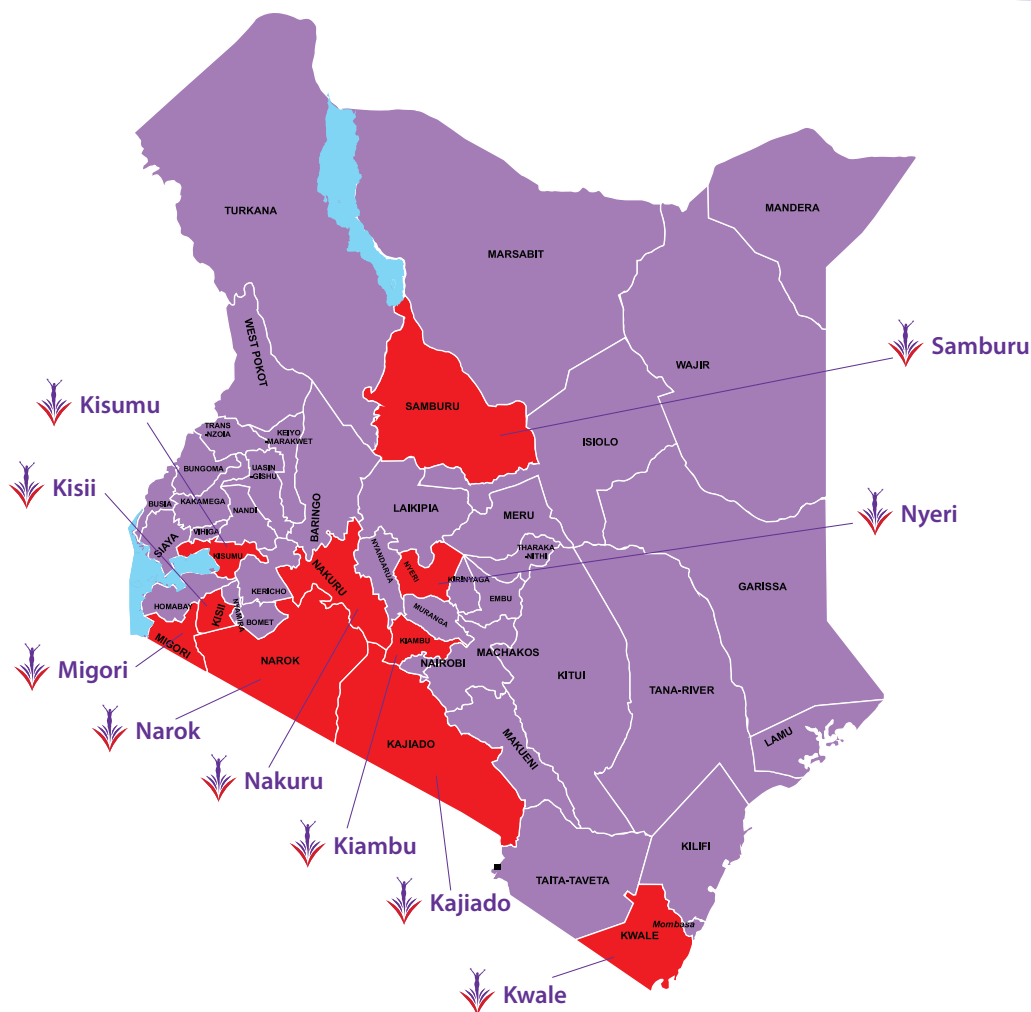 TURKANA
MANDERA
MARSABIT
WEST POKOT
WAJIR
Samburu
SAMBURU
Kisumu
TRANS
-NZOIA
KEIYO
-MARAKWET
ISIOLO
BUNGOMA
UASIN
-GISHU
Kisii
BUSIA
KAKAMEGA
NANDI
BARINGO
LAIKIPIA
MERU
Nyeri
SIAYA
VIHIGA
KISUMU
NYANDARUA
THARAKA
-NITHI
NAKURU
NYERI
KIRINYAGA
GARISSA
KERICHO
EMBU
HOMABAY
KISII
NYAMIRA
BOMET
MURANGA
MIGORI
KIAMBU
MACHAKOS
Migori
NAROK
NAIROBI
KITUI
TANA-RIVER
Narok
KAJIADO
MAKUENI
LAMU
Nakuru
Kiambu
KILIFI
TAITA-TAVETA
Kajiado
Mombasa
KWALE
Kwale